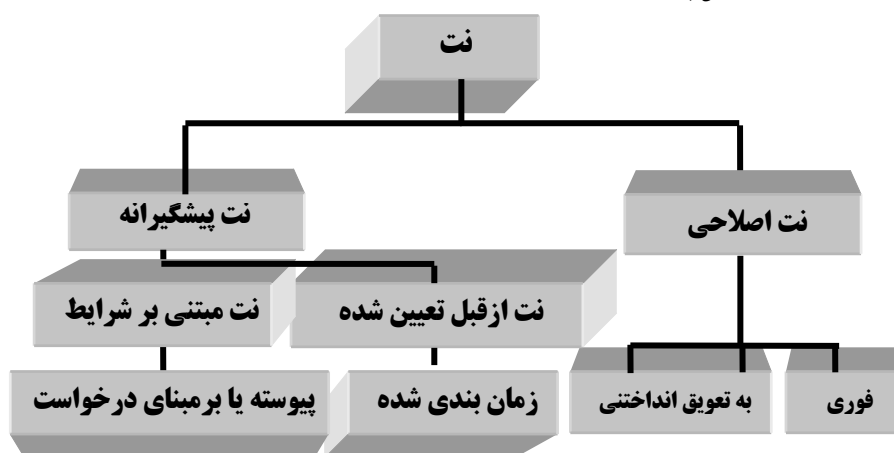 نت
نت اصلاحی
نت پیشگیرانه
نت ازقبل تعیین شده
نت مبتنی بر شرایط
فوری
به تعویق انداختنی
زمان بندی شده
پیوسته یا برمبنای درخواست